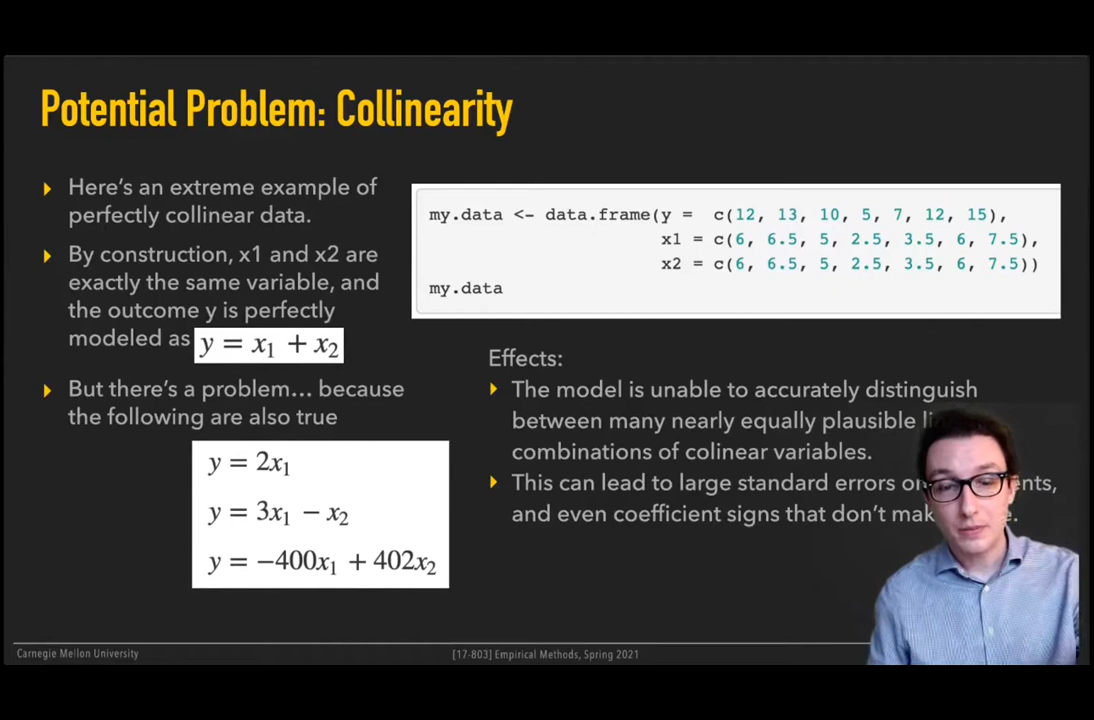 Potential Problem: Collinearity
Here's an extreme example of
perfectly collinear data.
By construction, x1 and x2 are
exactly the same variable, and
the outcome y is perfectly
modeled as y = x₁ + x₂
But there's a problem... because
the following are also true
y = 2x₁
y = 3x₁ − x₂
y = −400x₁ + 402x₂
my.data <- data.frame(y = c(12, 13, 10, 5, 7, 12, 15),
x1 = c(6, 6.5, 5, 2.5, 3.5, 6, 7.5),
x2 = c(6, 6.5, 5, 2.5, 3.5, 6, 7.5))
my.data
Effects:
The model is unable to accurately distinguish
between many nearly equally plausible
combinations of colinear variables.
This can lead to large standard errors
and even coefficient signs that don't
Carnegie Mellon University
[17-803] Empirical Methods, Spring 2021